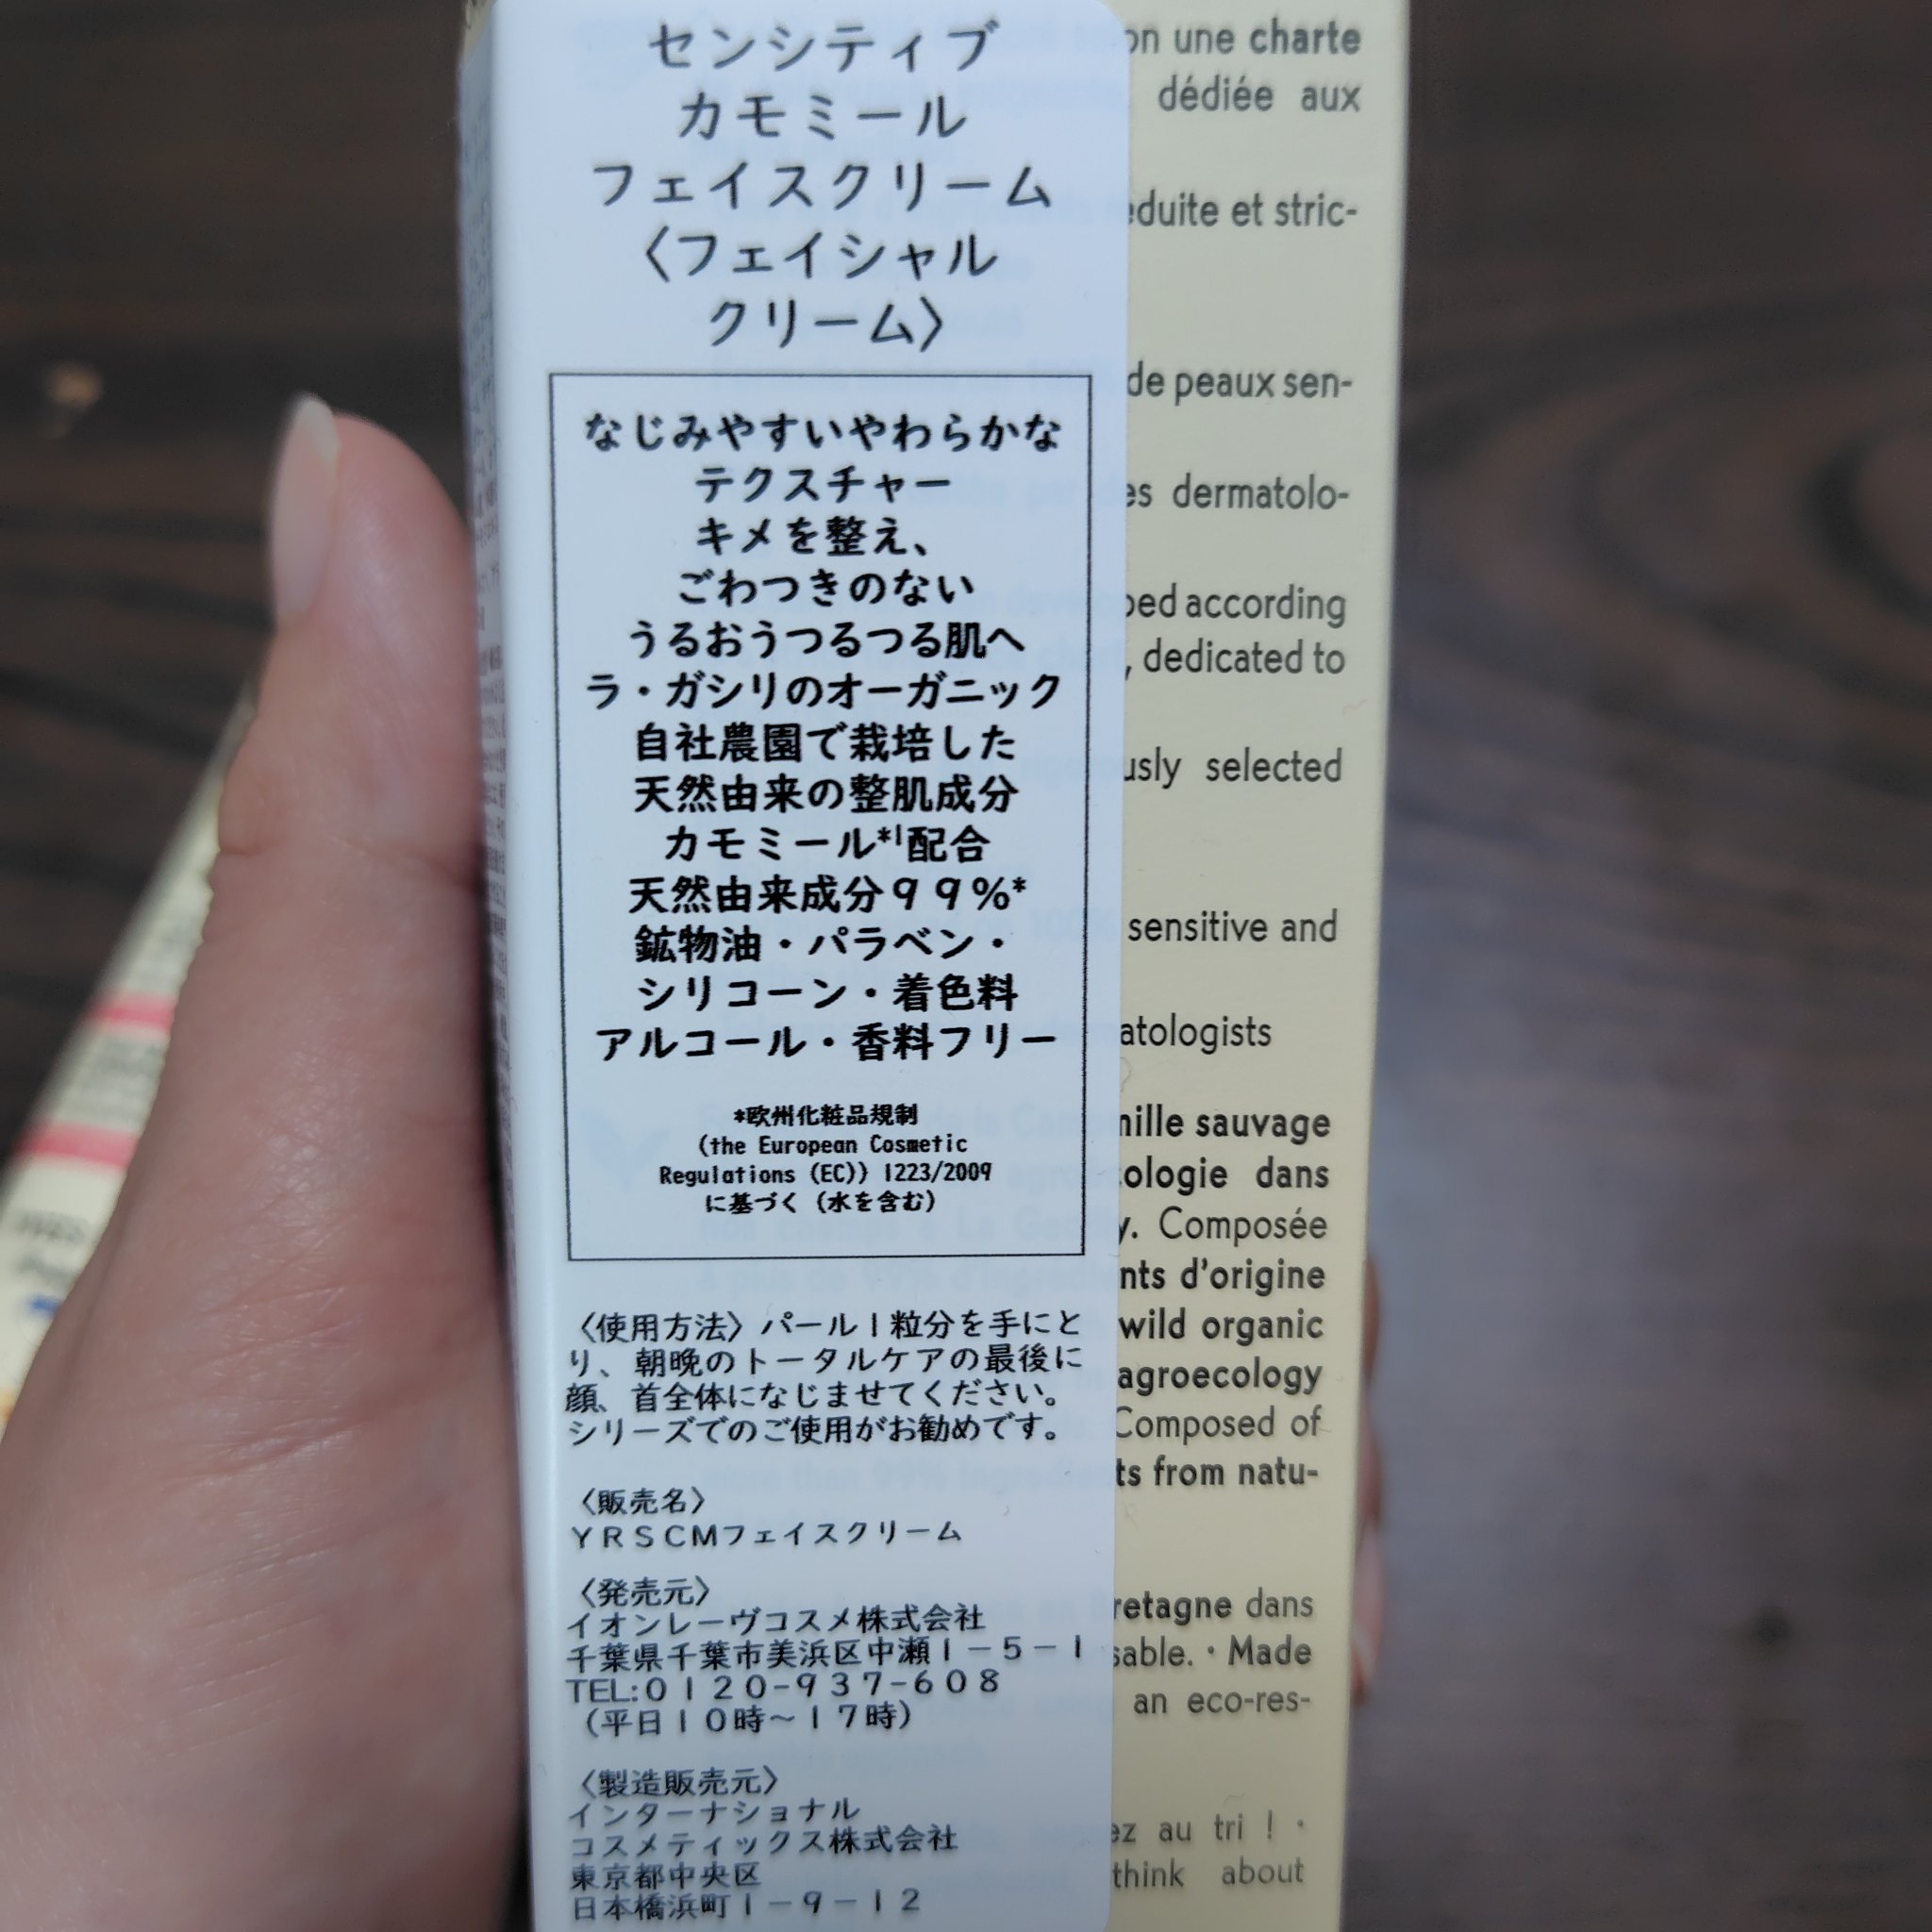 センシティブ
カモミール
フェイスクリーム
〈フェイシャル
クリーム〉
なじみやすいやわらかな
テクスチャー
キメを整え、
ごわつきのない
うるおうつるつる肌へ
ラ・ガシリのオーガニック
自社農園で栽培した
天然由来の整肌成分
カモミール*1配合
天然由来成分99%*
鉱物油・パラベン・
シリコーン・着色料
アルコール・香料フリー
*欧州化粧品規制
(the European Cosmetic
Regulations (EC)) 1223/2009
に基づく（水を含む）
〈使用方法〉パール1粒分を手にと
り、朝晩のトータルケアの最後に
顔、首全体になじませてください。
シリーズでのご使用がお勧めです。
〈販売名〉
YRSCMフェイスクリーム
〈発売元〉
イオンレーヴコスメ株式会社
千葉県千葉市美浜区中瀬1-5-1
TEL:0120-937-608
（平日10時～17時）
〈製造販売元〉
インターナショナル
コスメティックス株式会社
東京都中央区
日本橋浜町1-9-12
une charte
dédiée aux
et stric-
de peaux sen-
dermatolo-
according
, dedicated to
selected
sensitive and
sauvage
dans
Composée
d'origine
wild organic
agroecology
Composed of
from natu-
dans
· Made
an eco-res-
au tri ! ·
think about